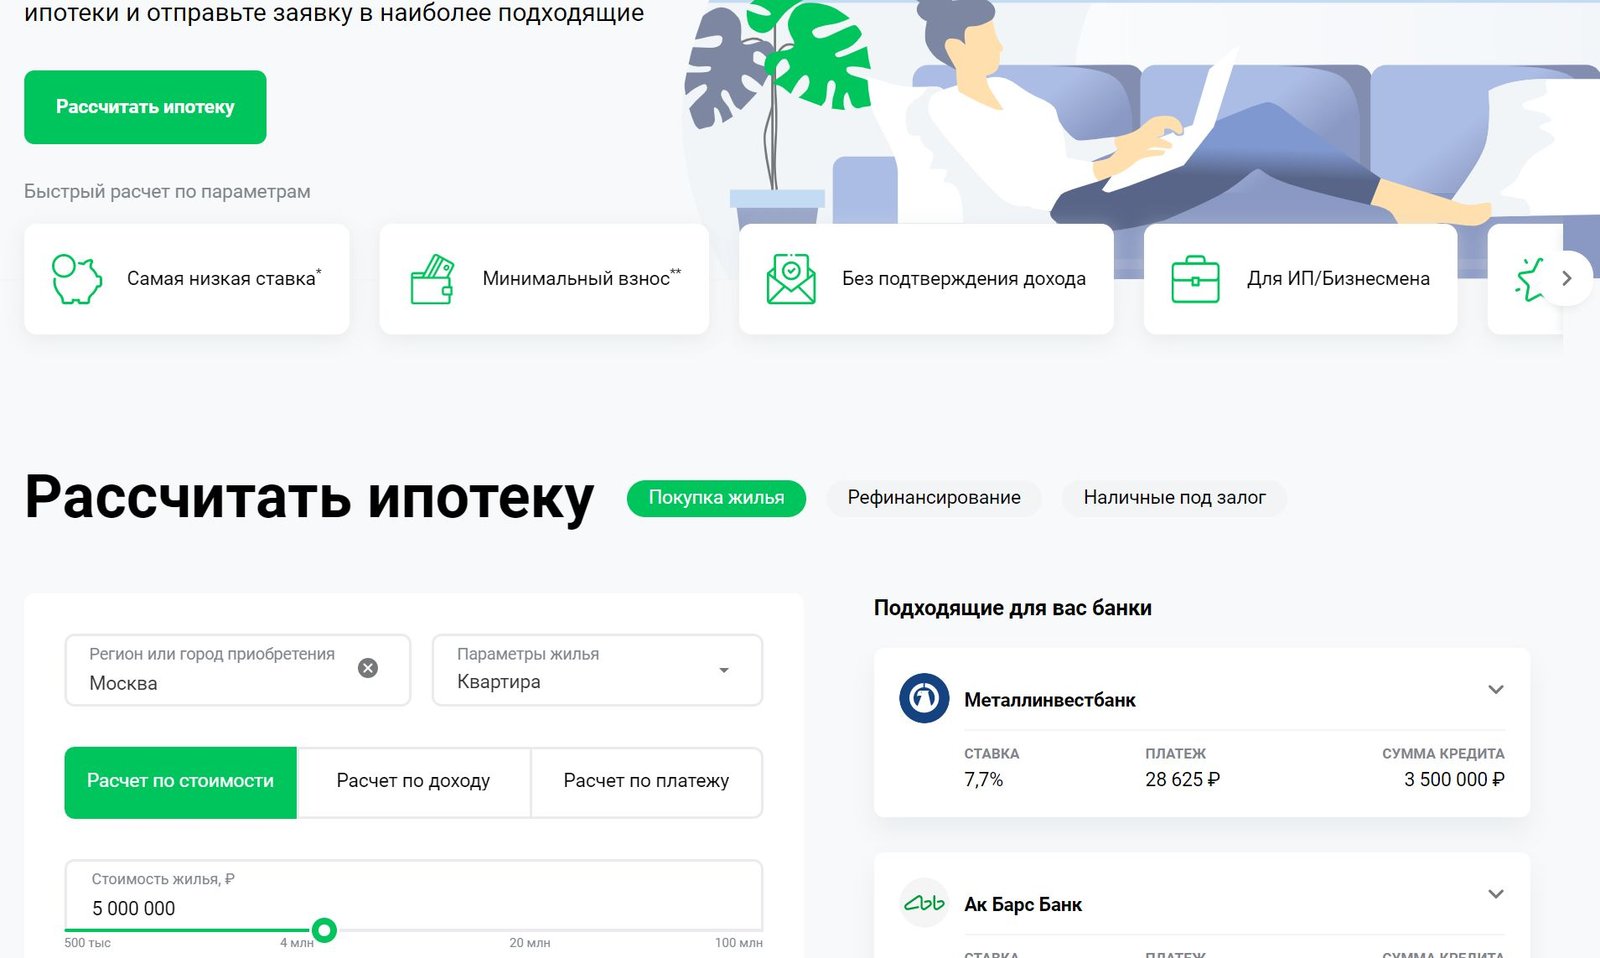 ипотеки и отправьте заявку в наиболее подходящие
Рассчитать ипотеку
Быстрый расчет по параметрам
Самая низкая ставка*
Минимальный взнос**
Без подтверждения дохода
Для ИП/Бизнесмена
Рассчитать ипотеку
Покупка жилья
Рефинансирование
Наличные под залог
Регион или город приобретения
Москва
Параметры жилья
Квартира
Расчет по стоимости
Расчет по доходу
Расчет по платежу
Стоимость жилья, ₽
5 000 000
500 тыс
4 млн
20 млн
100 млн
Подходящие для вас банки
Металлинвестбанк
СТАВКА
ПЛАТЕЖ
СУММА КРЕДИТА
7,7%
28 625 ₽
3 500 000 ₽
Ак Барс Банк
СТАВКА
ПЛАТЕЖ
СУММА КРЕДИТА